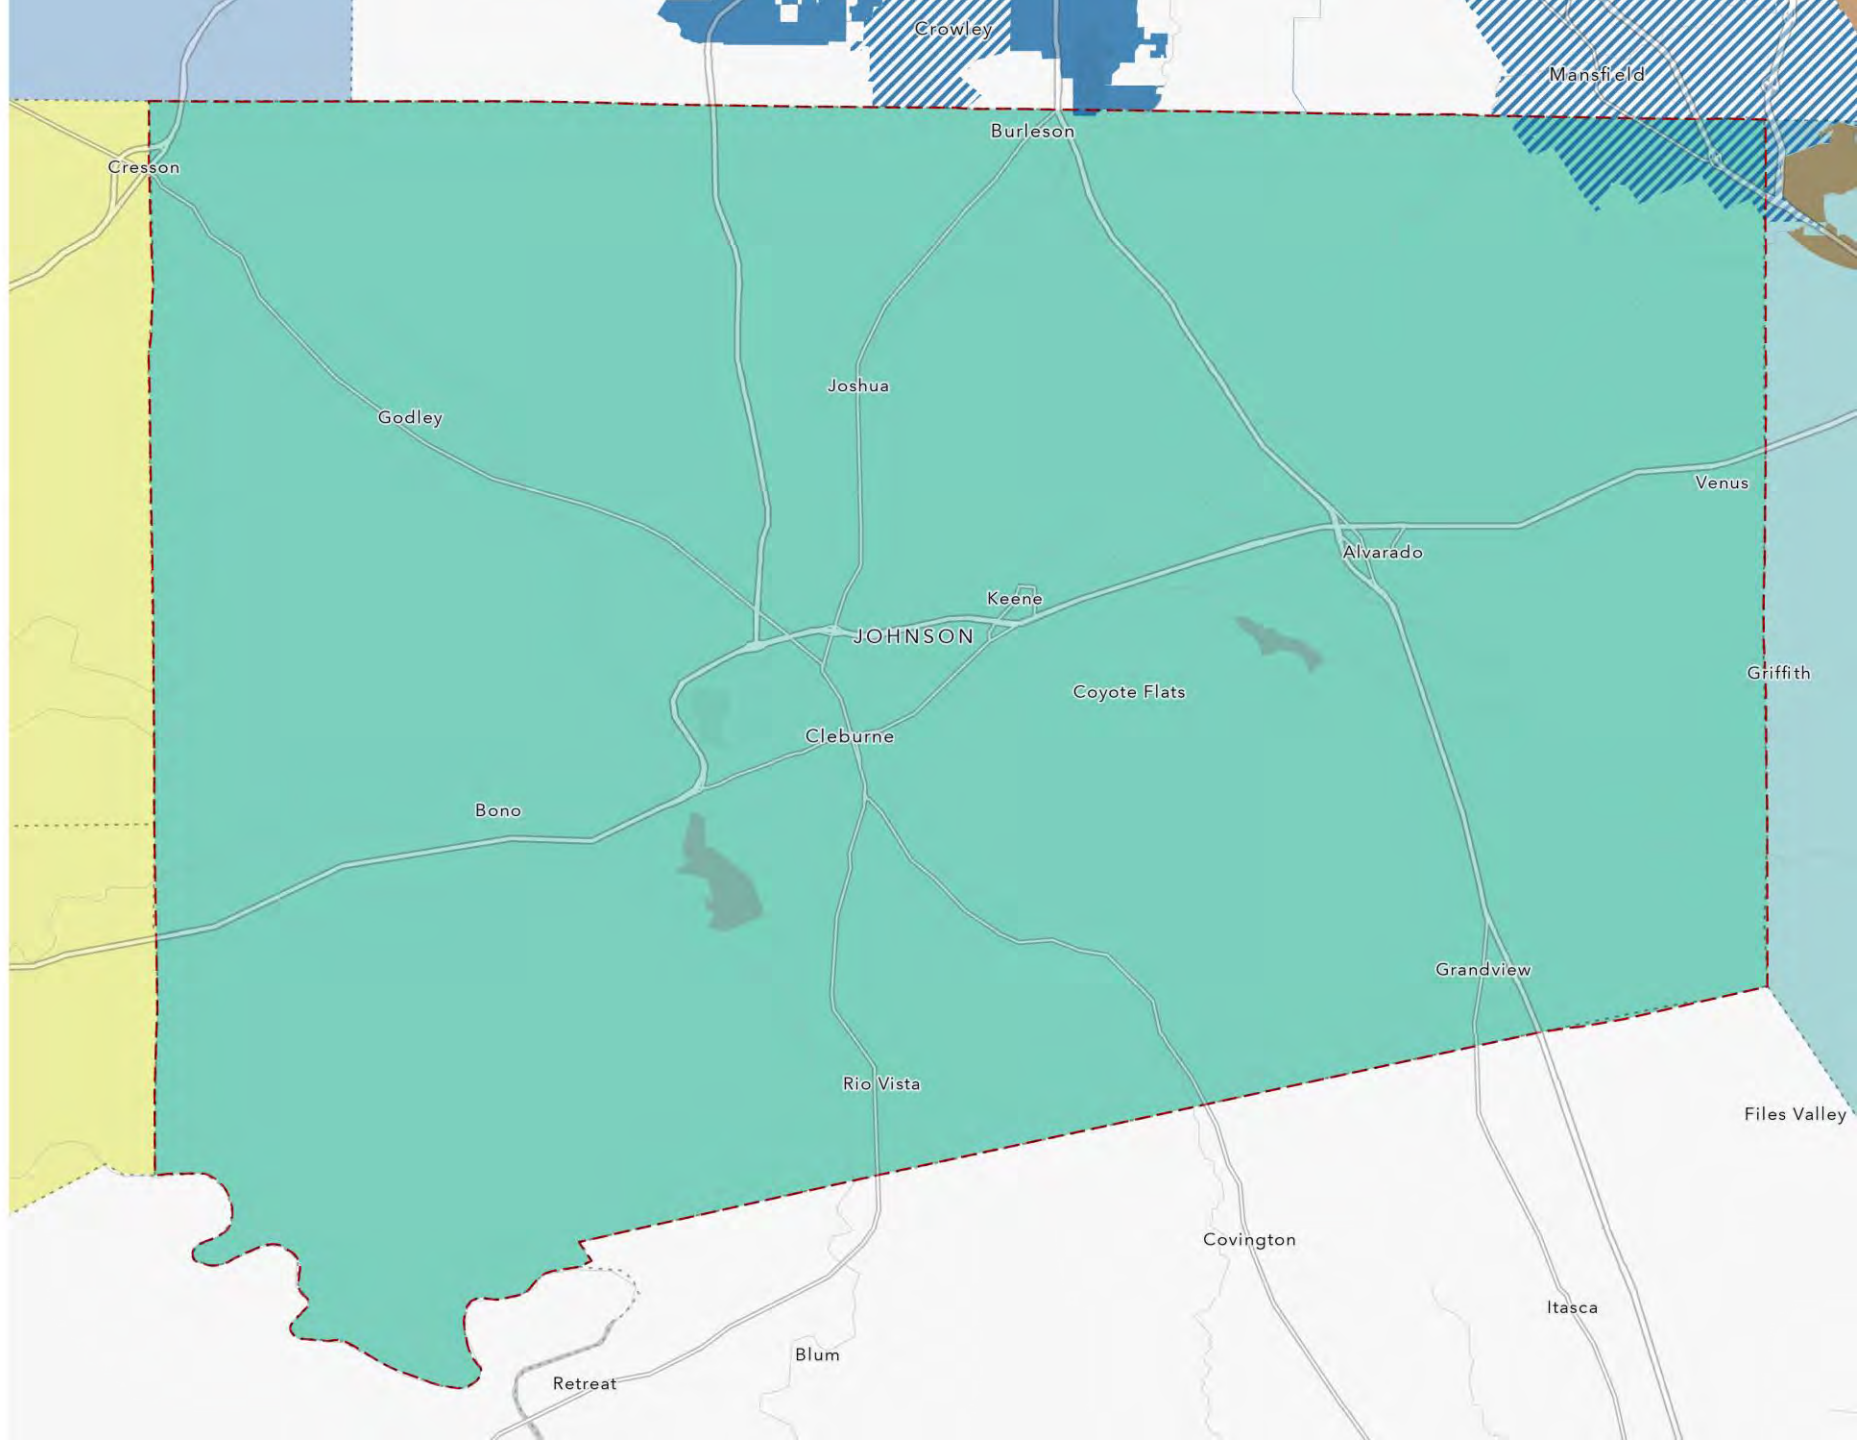 Crowley
Mansfield
Burleson
Cresson
Joshua
Godley
Venus
Alvarado
Keene
JOHNSON
Griffith
Coyote Flats
Cleburne
Bono
Grandview
Rio Vista
Files Valley
Covington
Itasca
Blum
Retreat